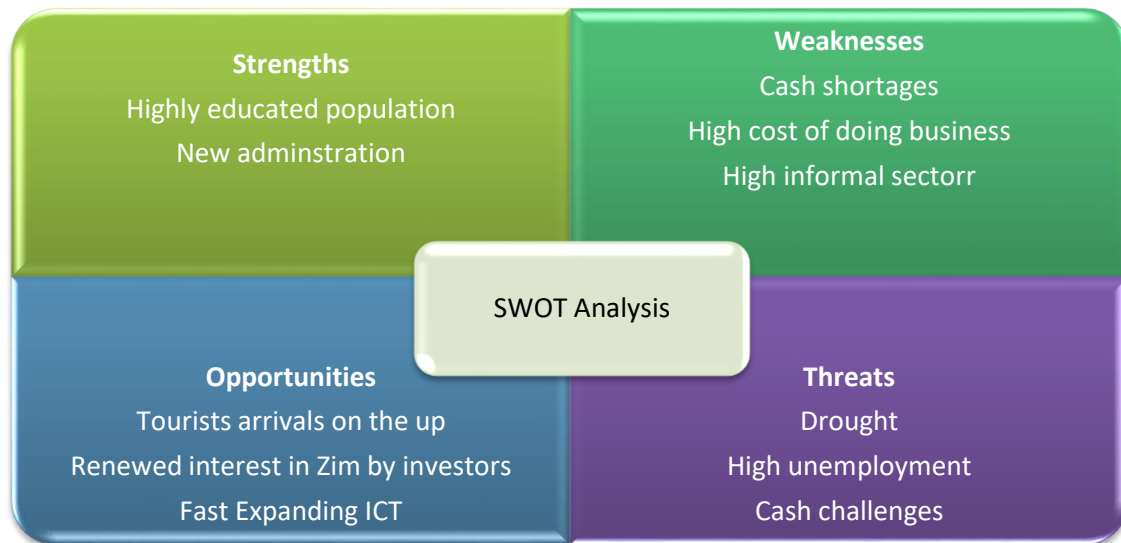 Strengths
Highly educated population
New adminstration
Weaknesses
Cash shortages
High cost of doing business
High informal sectorr
SWOT Analysis
Opportunities
Tourists arrivals on the up
Renewed interest in Zim by investors
Fast Expanding ICT
Threats
Drought
High unemployment
Cash challenges